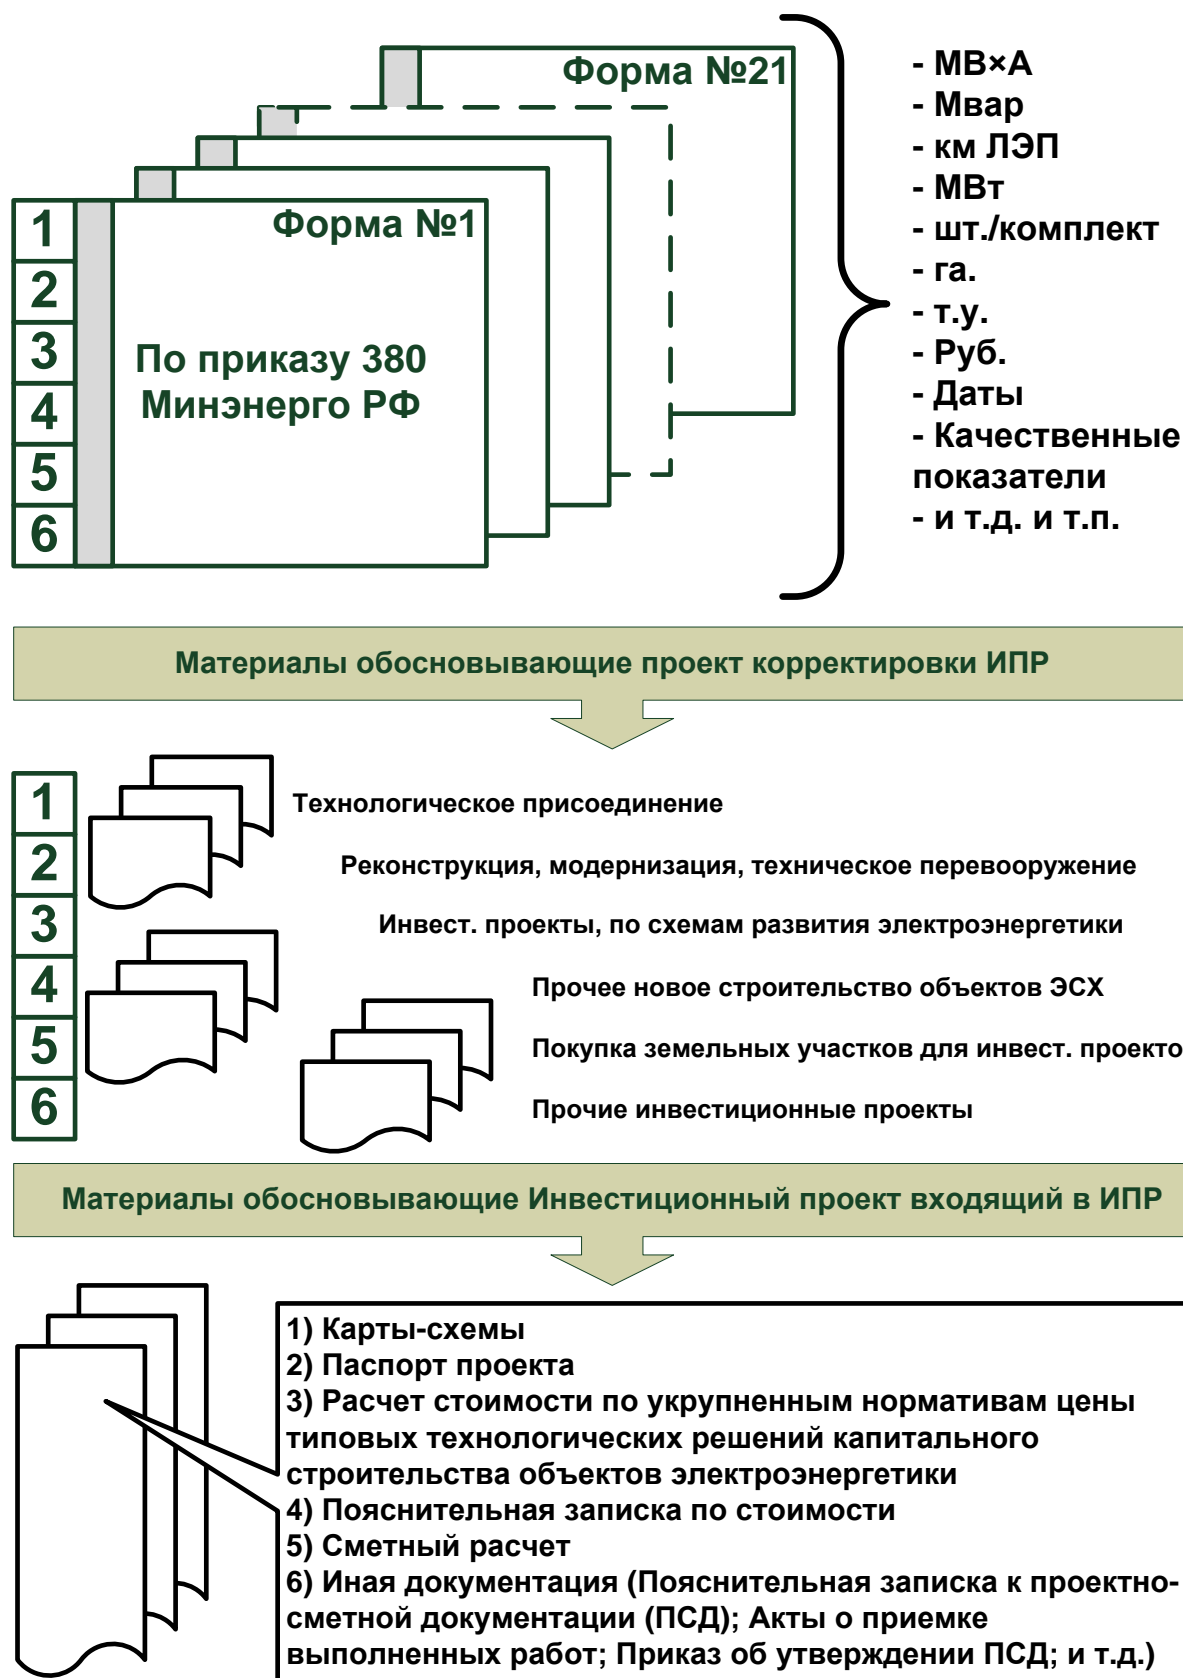 Форма №21
Форма №1
1
2
3
4
5
6
По приказу 380
Минэнерго РФ
- МВ×А
- Мвар
- км ЛЭП
- МВт
- шт./комплект
- га.
- т.у.
- Руб.
- Даты
- Качественные
показатели
- и т.д. и т.п.
Материалы обосновывающие проект корректировки ИПР
1
2
3
4
5
6
Технологическое присоединение
Реконструкция, модернизация, техническое перевооружение
Инвест. проекты, по схемам развития электроэнергетики
Прочее новое строительство объектов ЭСХ
Покупка земельных участков для инвест. проекто
Прочие инвестиционные проекты
Материалы обосновывающие Инвестиционный проект входящий в ИПР
1) Карты-схемы
2) Паспорт проекта
3) Расчет стоимости по укрупненным нормативам цены
типовых технологических решений капитального
строительства объектов электроэнергетики
4) Пояснительная записка по стоимости
5) Сметный расчет
6) Иная документация (Пояснительная записка к проектно-
сметной документации (ПСД); Акты о приемке
выполненных работ; Приказ об утверждении ПСД; и т.д.)